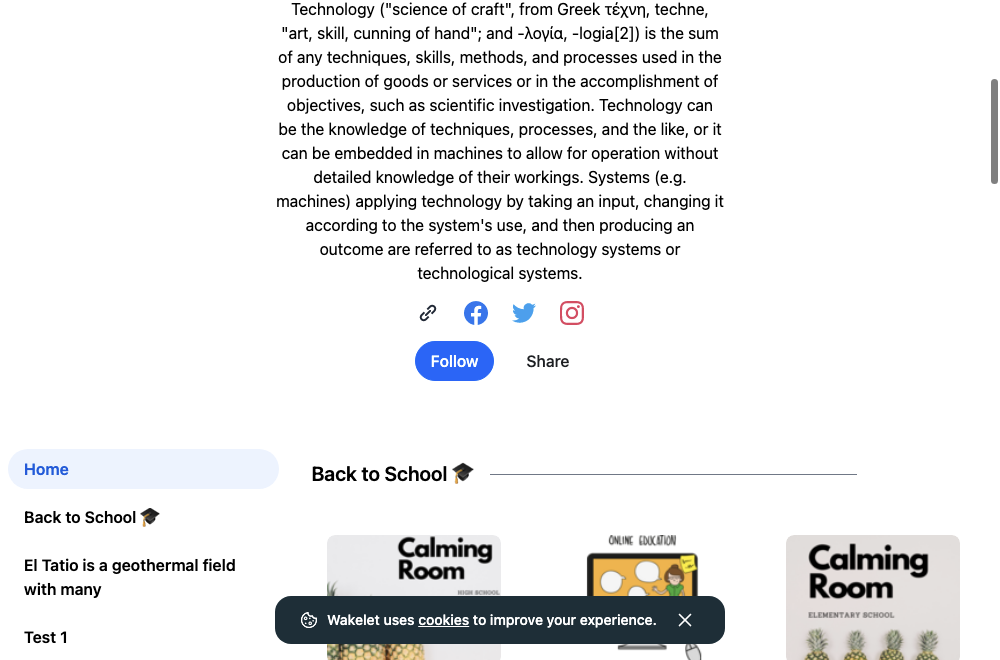 Technology ("science of craft", from Greek τέχνη, techne,
"art, skill, cunning of hand"; and -λογία, -logia[2]) is the sum
of any techniques, skills, methods, and processes used in the
production of goods or services or in the accomplishment of
objectives, such as scientific investigation. Technology can
be the knowledge of techniques, processes, and the like, or it
can be embedded in machines to allow for operation without
detailed knowledge of their workings. Systems (e.g.
machines) applying technology by taking an input, changing it
according to the system's use, and then producing an
outcome are referred to as technology systems or
technological systems.
Follow
Share
Home
Back to School 🎓
El Tatio is a geothermal field
with many
Test 1
Back to School 🎓
Calming
Room
HIGH SCHOOL
ONLINE EDUCATION
Calming
Room
ELEMENTARY SCHOOL
Wakelet uses cookies to improve your experience.